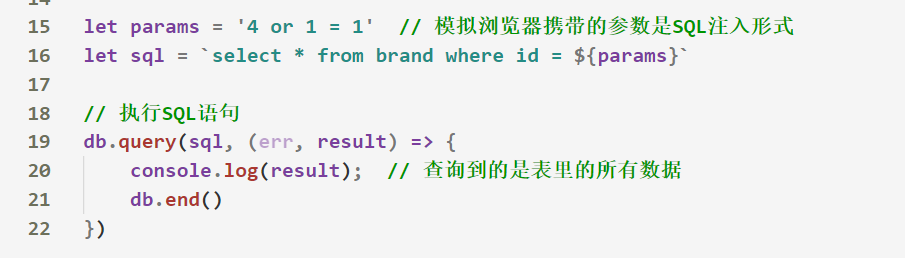 15 let params = '4 or 1 = 1'  // 模拟浏览器携带的参数是SQL注入形式
16 let sql = `select * from brand where id = ${params}`
17
18 // 执行SQL语句
19 db.query(sql, (err, result) => {
20     console.log(result);  // 查询到的是表里的所有数据
21     db.end()
22 })